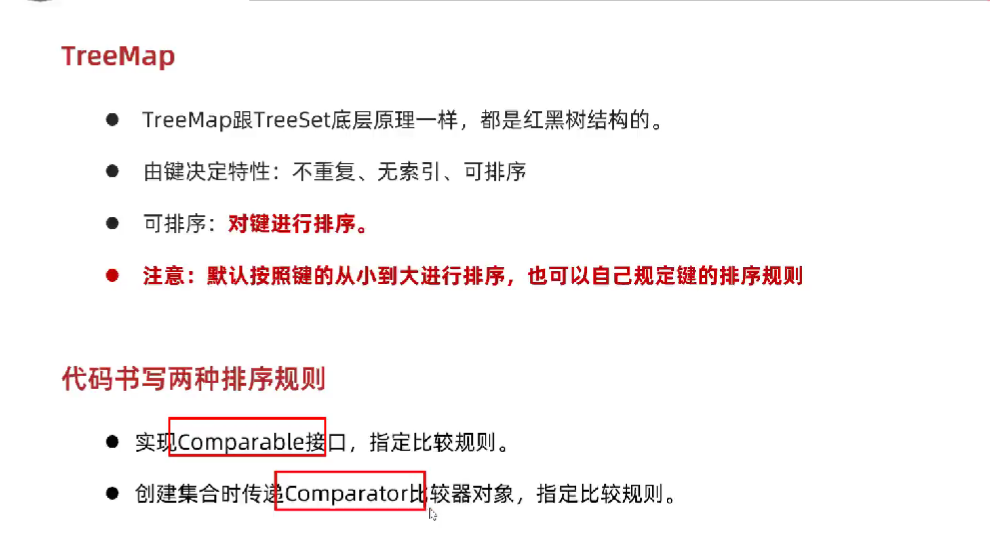 TreeMap
● TreeMap跟TreeSet底层原理一样，都是红黑树结构的。
● 由键决定特性：不重复、无索引、可排序
● 可排序：对键进行排序。
● 注意：默认按照键的从小到大进行排序，也可以自己规定键的排序规则
代码书写两种排序规则
● 实现Comparable接口，指定比较规则。
● 创建集合时传递Comparator比较器对象，指定比较规则。